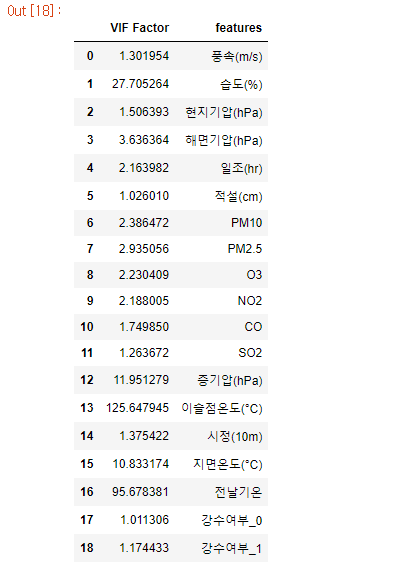 Out [18]:
VIF Factor features
0 1.301954 풍속(m/s)
1 27.705264 습도(%)
2 1.506393 현지기압(hPa)
3 3.636364 해면기압(hPa)
4 2.163982 일조(hr)
5 1.026010 적설(cm)
6 2.386472 PM10
7 2.935056 PM2.5
8 2.230409 O3
9 2.188005 NO2
10 1.749850 CO
11 1.263672 SO2
12 11.951279 증기압(hPa)
13 125.647945 이슬점온도(°C)
14 1.375422 시정(10m)
15 10.833174 지면온도(°C)
16 95.678381 전날기온
17 1.011306 강수여부_0
18 1.174433 강수여부_1